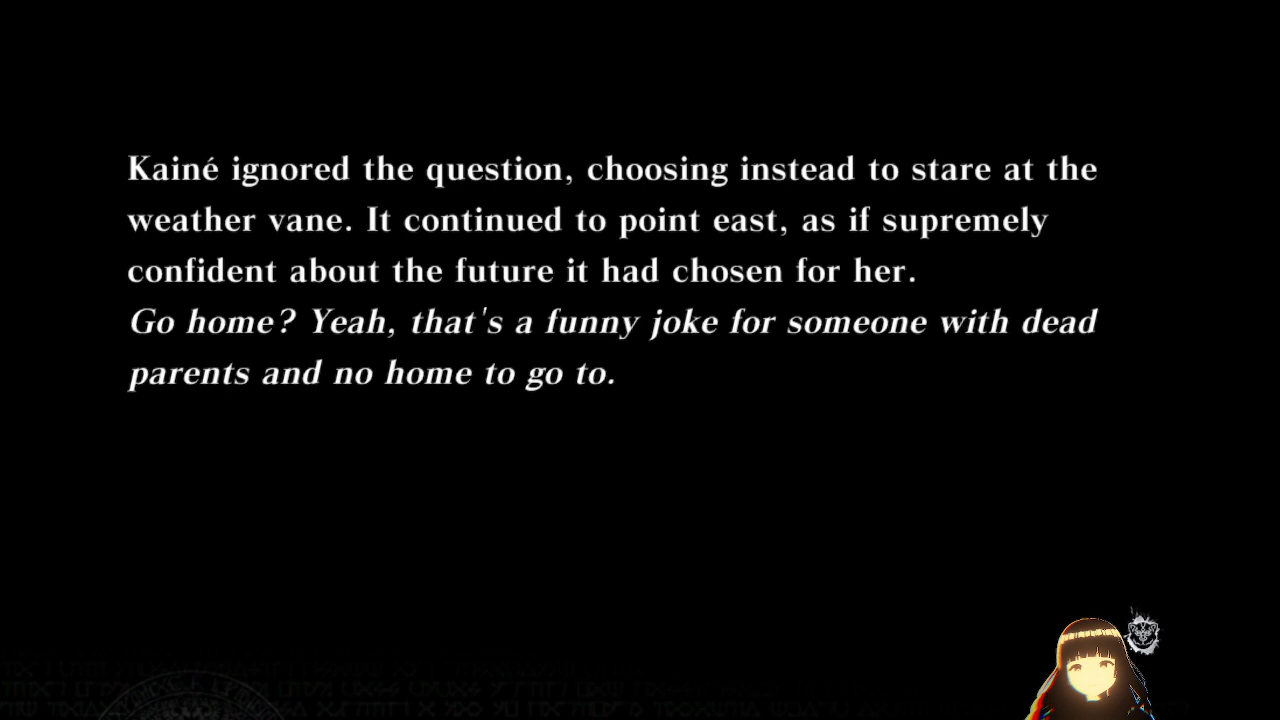 Kainé ignored the question, choosing instead to stare at the
weather vane. It continued to point east, as if supremely
confident about the future it had chosen for her.
Go home? Yeah, that's a funny joke for someone with dead
parents and no home to go to.